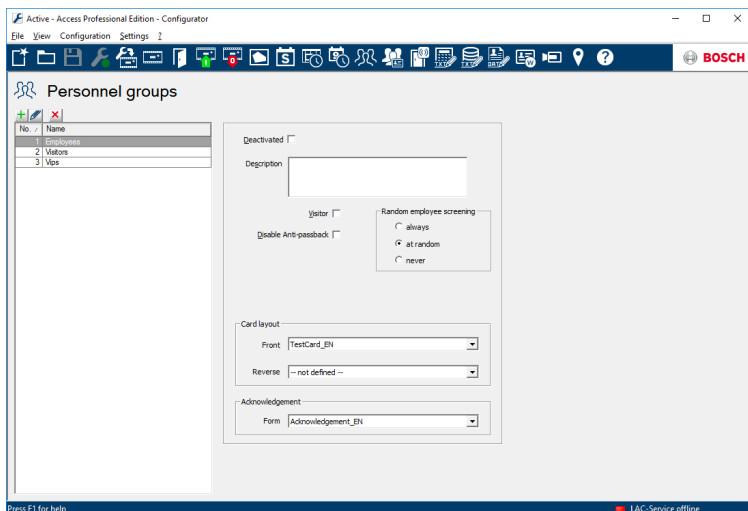 Active - Access Professional Edition - Configurator
File View Configuration Settings ?
BOSCH
Personnel groups
No. / Name
1 Employees
2 Visitors
3 Vips
Deactivated
Description
Visitor
Disable Anti-passback
Random employee screening
always
at random
never
Card layout
Front TestCard_EN
Reverse -- not defined --
Acknowledgement
Form Acknowledgement_EN
Press F1 for help
LAC-Service offline